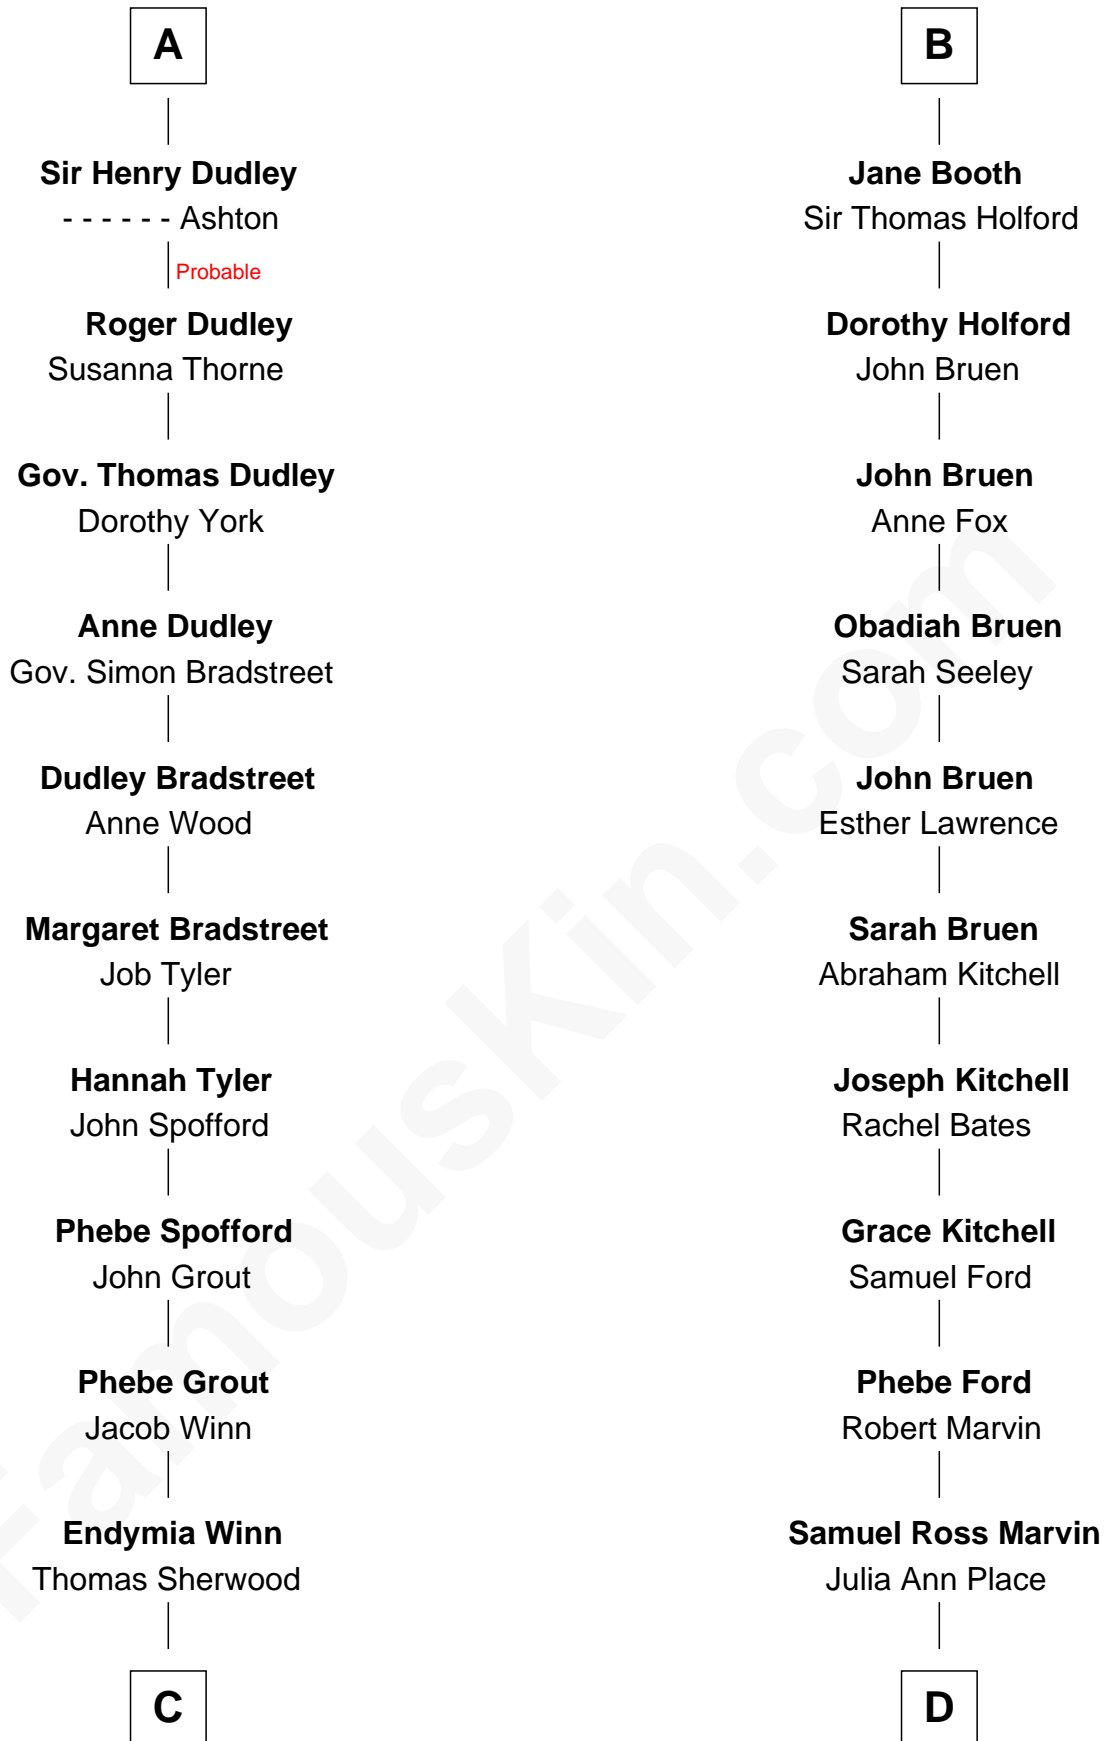 A
Sir Henry Dudley
- - - - - - Ashton
Probable
Roger Dudley
Susanna Thorne
Gov. Thomas Dudley
Dorothy York
Anne Dudley
Gov. Simon Bradstreet
Dudley Bradstreet
Anne Wood
Margaret Bradstreet
Job Tyler
Hannah Tyler
John Spofford
Phebe Spofford
John Grout
Phebe Grout
Jacob Winn
Endymia Winn
Thomas Sherwood
C
B
Jane Booth
Sir Thomas Holford
Dorothy Holford
John Bruen
John Bruen
Anne Fox
Obadiah Bruen
Sarah Seeley
John Bruen
Esther Lawrence
Sarah Bruen
Abraham Kitchell
Joseph Kitchell
Rachel Bates
Grace Kitchell
Samuel Ford
Phebe Ford
Robert Marvin
Samuel Ross Marvin
Julia Ann Place
D
FamousKin.com